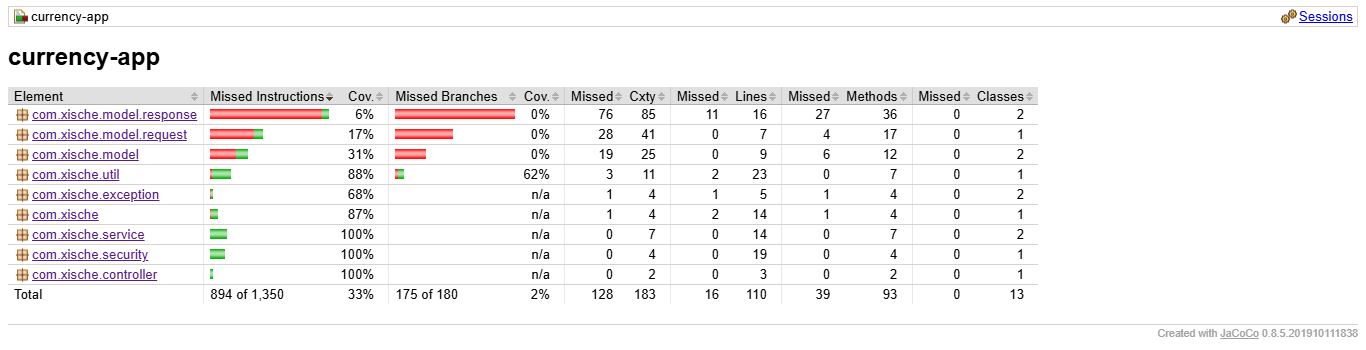 currency-app Sessions
currency-app
Element Missed Instructions Cov. Missed Branches Cov. Missed Cxty Missed Lines Missed Methods Missed Classes
com.xische.model.response 6% 0% 76 85 11 16 27 36 0 2
com.xische.model.request 17% 0% 28 41 0 7 4 17 0 1
com.xische.model 31% 0% 19 25 0 9 6 12 0 2
com.xische.util 88% 62% 3 11 2 23 0 7 0 1
com.xische.exception 68% n/a 1 4 1 5 1 4 0 2
com.xische 87% n/a 1 4 2 14 1 4 0 1
com.xische.service 100% n/a 0 7 0 14 0 7 0 2
com.xische.security 100% n/a 0 4 0 19 0 4 0 1
com.xische.controller 100% n/a 0 2 0 3 0 2 0 1
Total 894 of 1,350 33% 175 of 180 2% 128 183 16 110 39 93 0 13
Created with JaCoCo 0.8.5.201910111838